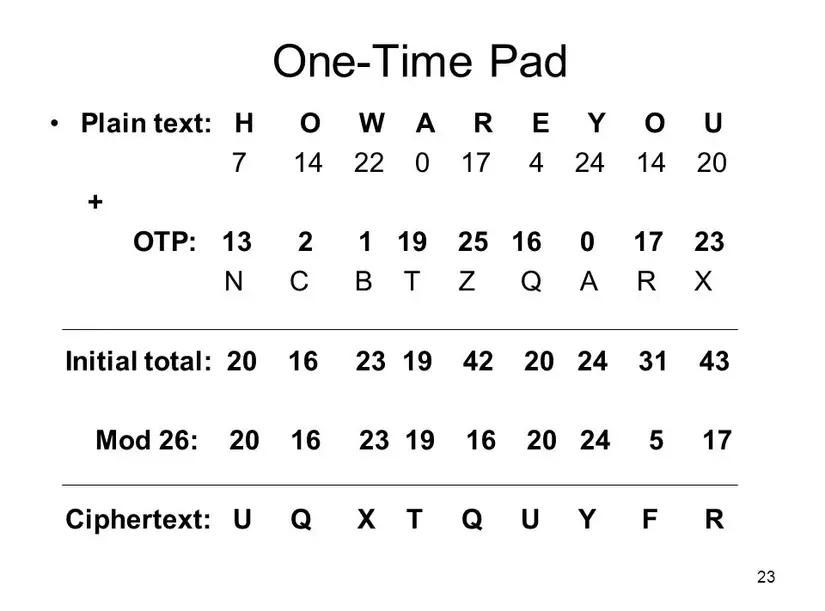 One-Time Pad
• Plain text: H O W A R E Y O U
7 14 22 0 17 4 24 14 20
+
OTP: 13 2 1 19 25 16 0 17 23
N C B T Z Q A R X
Initial total: 20 16 23 19 42 20 24 31 43
Mod 26: 20 16 23 19 16 20 24 5 17
Ciphertext: U Q X T Q U Y F R
23